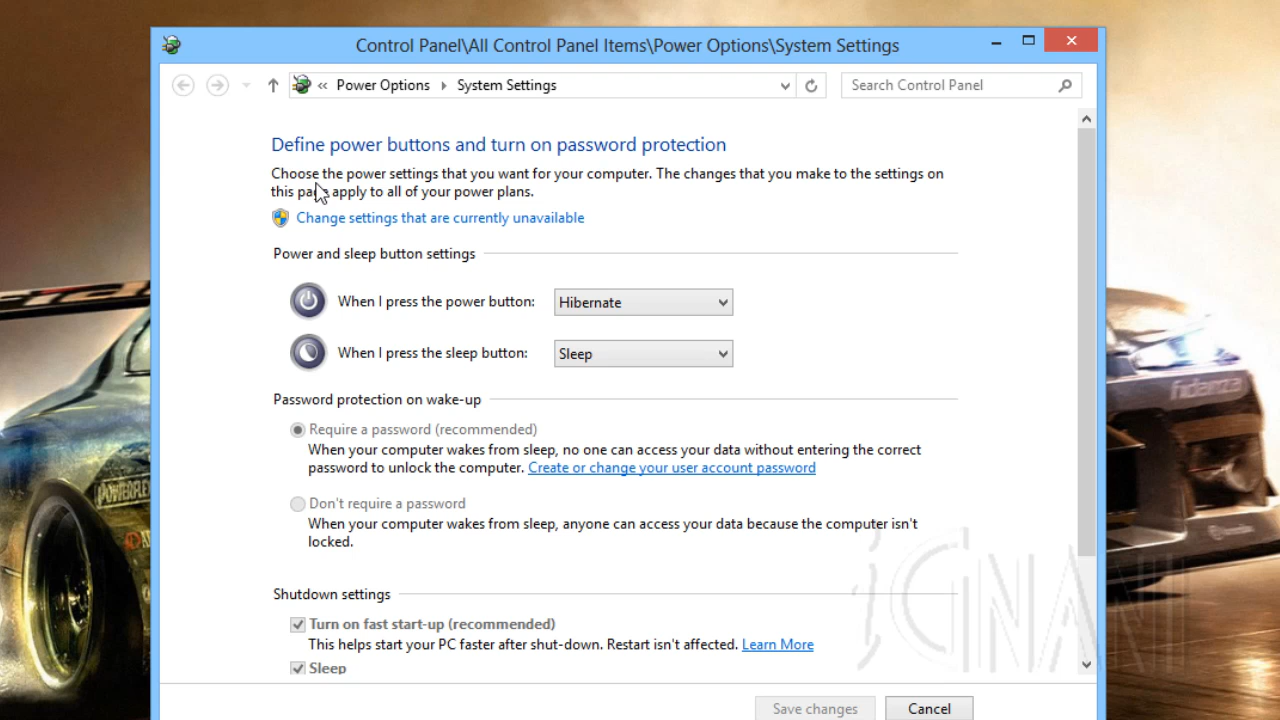 Control Panel\All Control Panel Items\Power Options\System Settings
« Power Options System Settings
Search Control Panel
Define power buttons and turn on password protection
Choose the power settings that you want for your computer. The changes that you make to the settings on
this page apply to all of your power plans.
Change settings that are currently unavailable
Power and sleep button settings
When I press the power button: Hibernate
When I press the sleep button: Sleep
Password protection on wake-up
Require a password (recommended)
When your computer wakes from sleep, no one can access your data without entering the correct
password to unlock the computer. Create or change your user account password
Don't require a password
When your computer wakes from sleep, anyone can access your data because the computer isn't
locked.
Shutdown settings
Turn on fast start-up (recommended)
This helps start your PC faster after shut-down. Restart isn't affected. Learn More
Sleep
Save changes
Cancel
fidanza